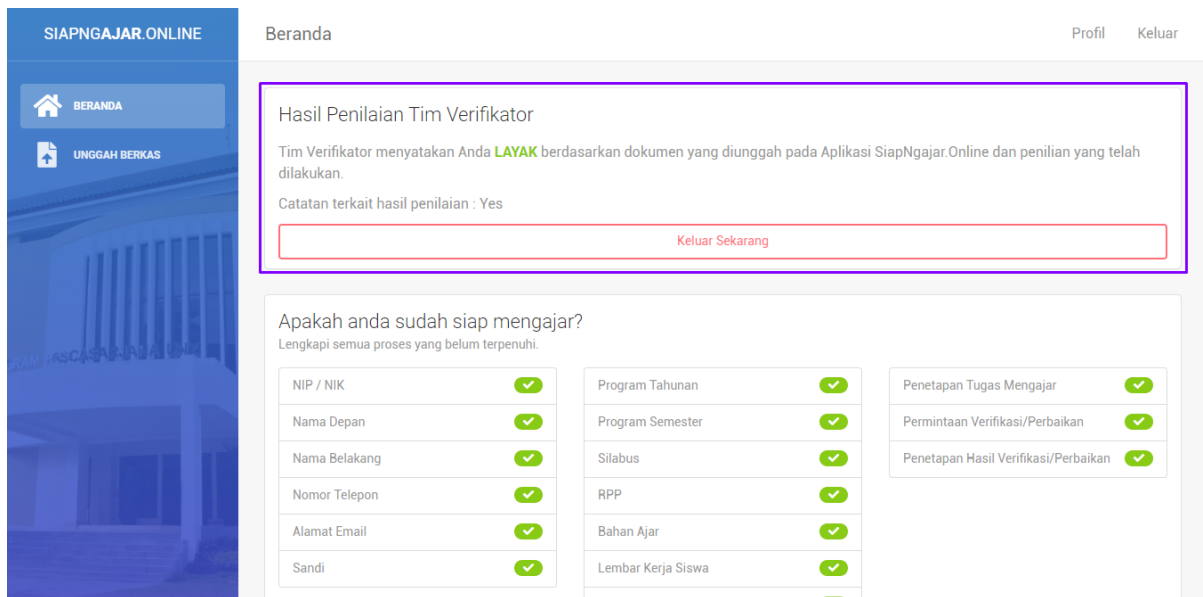 SIAPNGAJAR.ONLINE
Beranda
Profil
Keluar
BERANDA
UNGGAH BERKAS
Hasil Penilaian Tim Verifikator
Tim Verifikator menyatakan Anda LAYAK berdasarkan dokumen yang diunggah pada Aplikasi SiapNgajar.Online dan penilian yang telah
dilakukan.
Catatan terkait hasil penilaian : Yes
Keluar Sekarang
Apakah anda sudah siap mengajar?
Lengkapi semua proses yang belum terpenuhi.
NIP / NIK
Nama Depan
Nama Belakang
Nomor Telepon
Alamat Email
Sandi
Program Tahunan
Program Semester
Silabus
RPP
Bahan Ajar
Lembar Kerja Siswa
Penetapan Tugas Mengajar
Permintaan Verifikasi/Perbaikan
Penetapan Hasil Verifikasi/Perbaikan